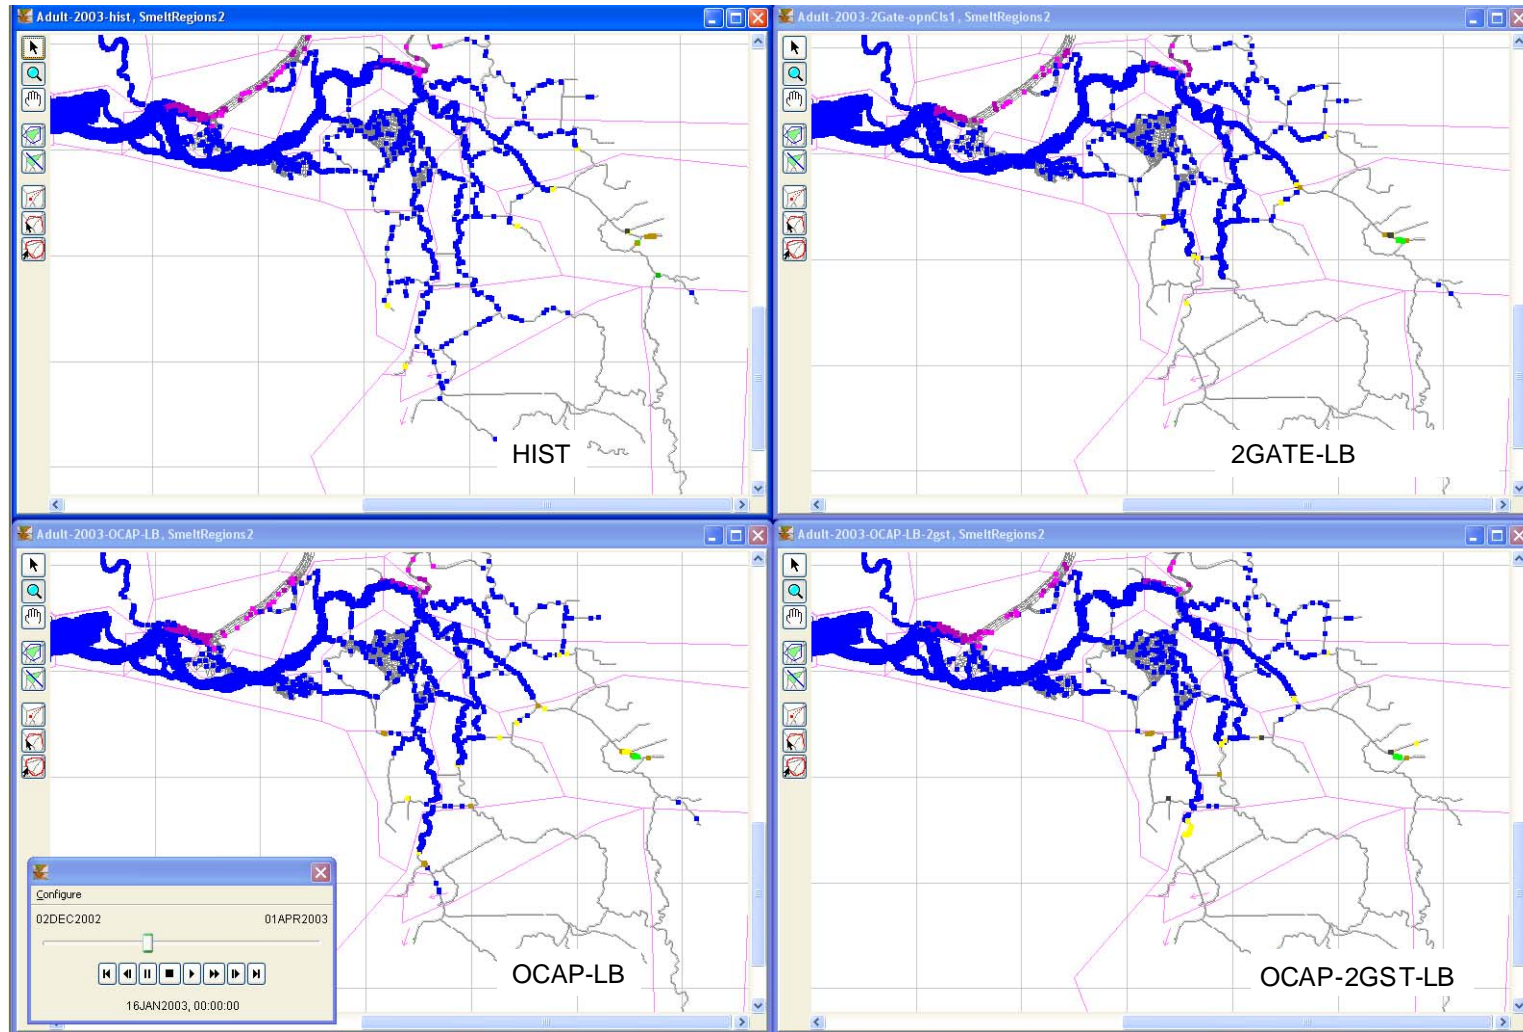 Adult-2003-hist, SmeltRegions2
Adult-2003-2Gate-opnCls1, SmeltRegions2
HIST
2GATE-LB
Adult-2003-OCAP-LB, SmeltRegions2
Adult-2003-OCAP-LB-2gst, SmeltRegions2
Configure
02DEC2002 01APR2003
16JAN2003, 00:00:00
OCAP-LB
OCAP-2GST-LB